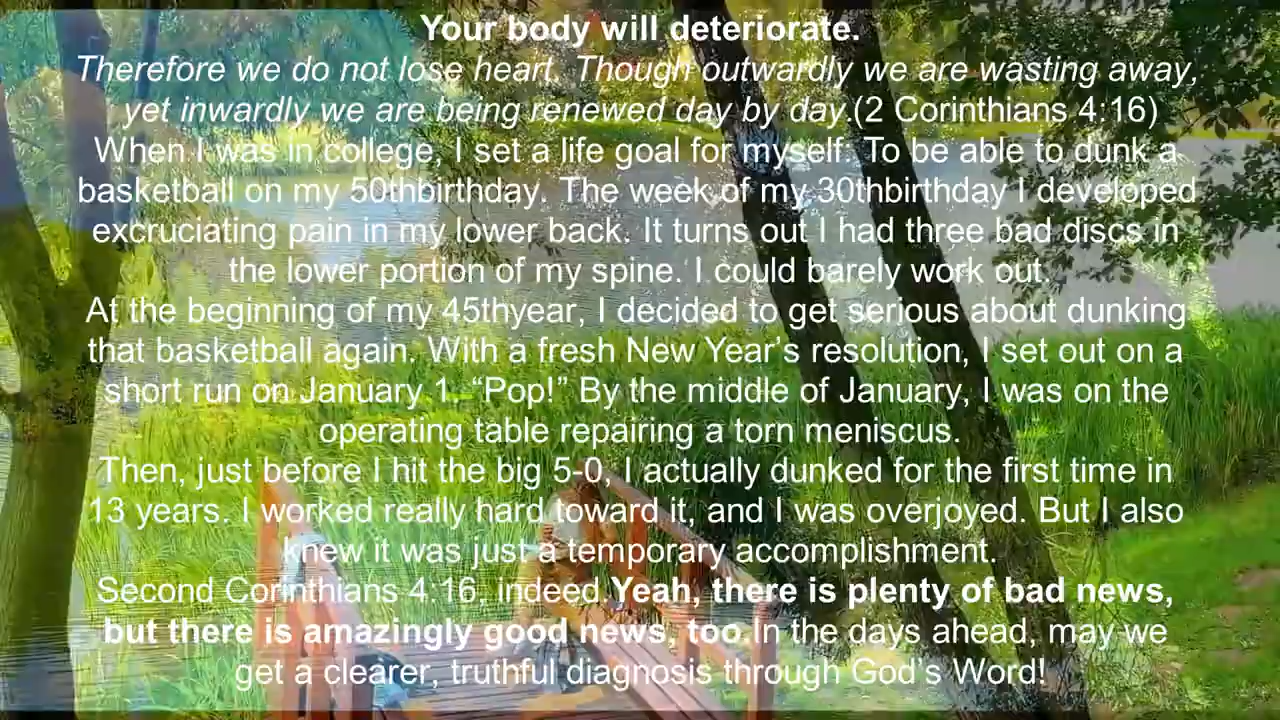 Your body will deteriorate.
Therefore we do not lose heart. Though outwardly we are wasting away,
yet inwardly we are being renewed day by day.(2 Corinthians 4:16)
When I was in college, I set a life goal for myself: To be able to dunk a
basketball on my 50thbirthday. The week of my 30thbirthday I developed
excruciating pain in my lower back. It turns out I had three bad discs in
the lower portion of my spine. I could barely work out.
At the beginning of my 45thyear, I decided to get serious about dunking
that basketball again. With a fresh New Year’s resolution, I set out on a
short run on January 1. “Pop!” By the middle of January, I was on the
operating table repairing a torn meniscus.
Then, just before I hit the big 5-0, I actually dunked for the first time in
13 years. I worked really hard toward it, and I was overjoyed. But I also
knew it was just a temporary accomplishment.
Second Corinthians 4:16, indeed.Yeah, there is plenty of bad news,
but there is amazingly good news, too.In the days ahead, may we
get a clearer, truthful diagnosis through God’s Word!